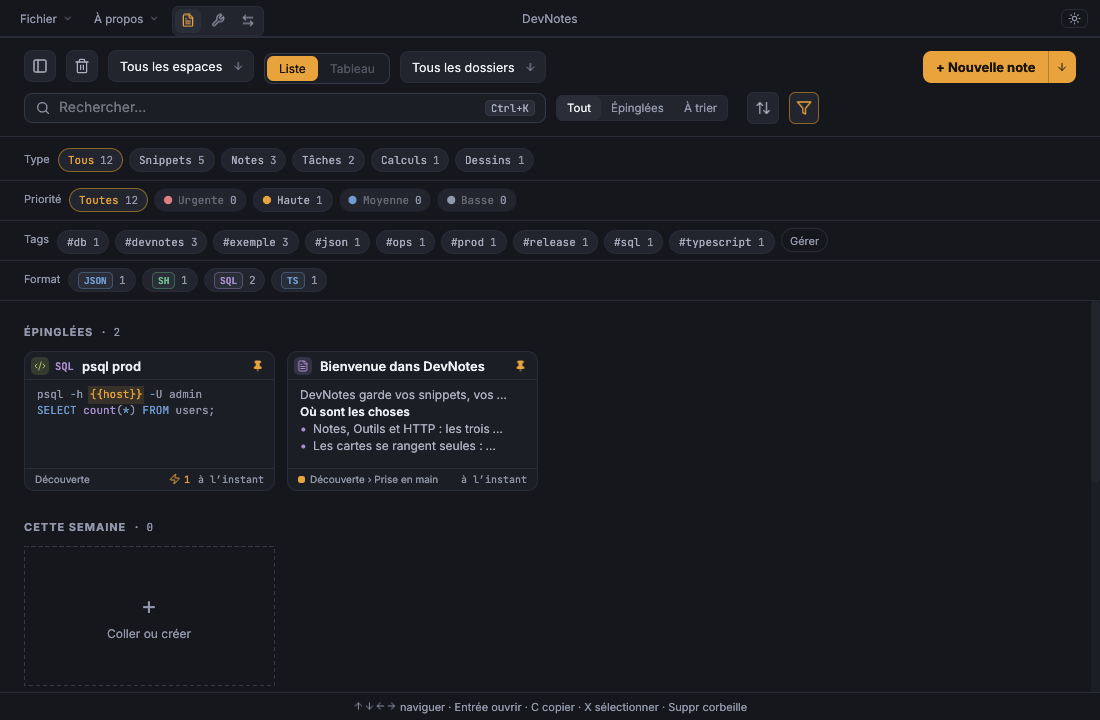 Fichier À propos DevNotes
Tous les espaces Liste Tableau Tous les dossiers + Nouvelle note
Rechercher... Ctrl+K Tout Épinglées À trier
Type Tous 12 Snippets 5 Notes 3 Tâches 2 Calculs 1 Dessins 1
Priorité Toutes 12 Urgente 0 Haute 1 Moyenne 0 Basse 0
Tags #db 1 #devnotes 3 #exemple 3 #json 1 #ops 1 #prod 1 #release 1 #sql 1 #typescript 1 Gérer
Format JSON 1 SH 1 SQL 2 TS 1
ÉPINGLÉES · 2
</> SQL psql prod
psql -h {{host}} -U admin
SELECT count(*) FROM users;
Découverte 1 à l'instant
Bienvenue dans DevNotes
DevNotes garde vos snippets, vos ...
Où sont les choses
• Notes, Outils et HTTP : les trois ...
• Les cartes se rangent seules : ...
Découverte › Prise en main à l'instant
CETTE SEMAINE · 0
+
Coller ou créer
↑↓←→ naviguer · Entrée ouvrir · C copier · X sélectionner · Suppr corbeille